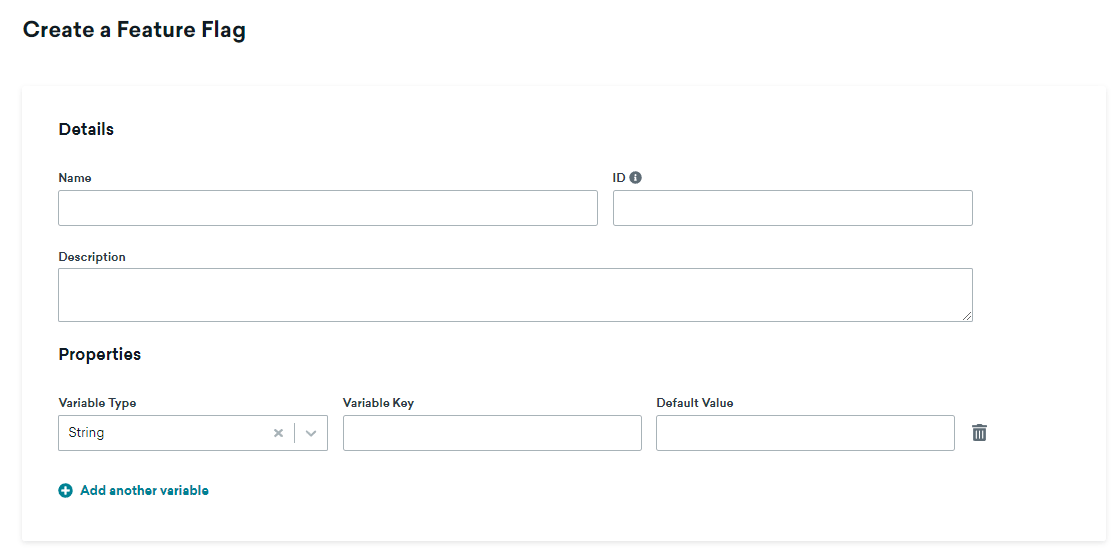 Create a Feature Flag
Details
Name ID
Description
Properties
Variable Type Variable Key Default Value
String
Add another variable